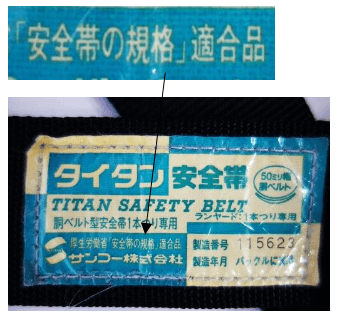 「安全帯の規格」適合品
タイタン 安全帯
50ミリ幅
胴ベルト
TITAN SAFETY BELT
胴ベルト型安全帯1本つり専用
ランヤード:1本つり専用
厚生労働省「安全帯の規格」適合品
サンコー株式会社
製造番号 115623
製造年月 バックルに